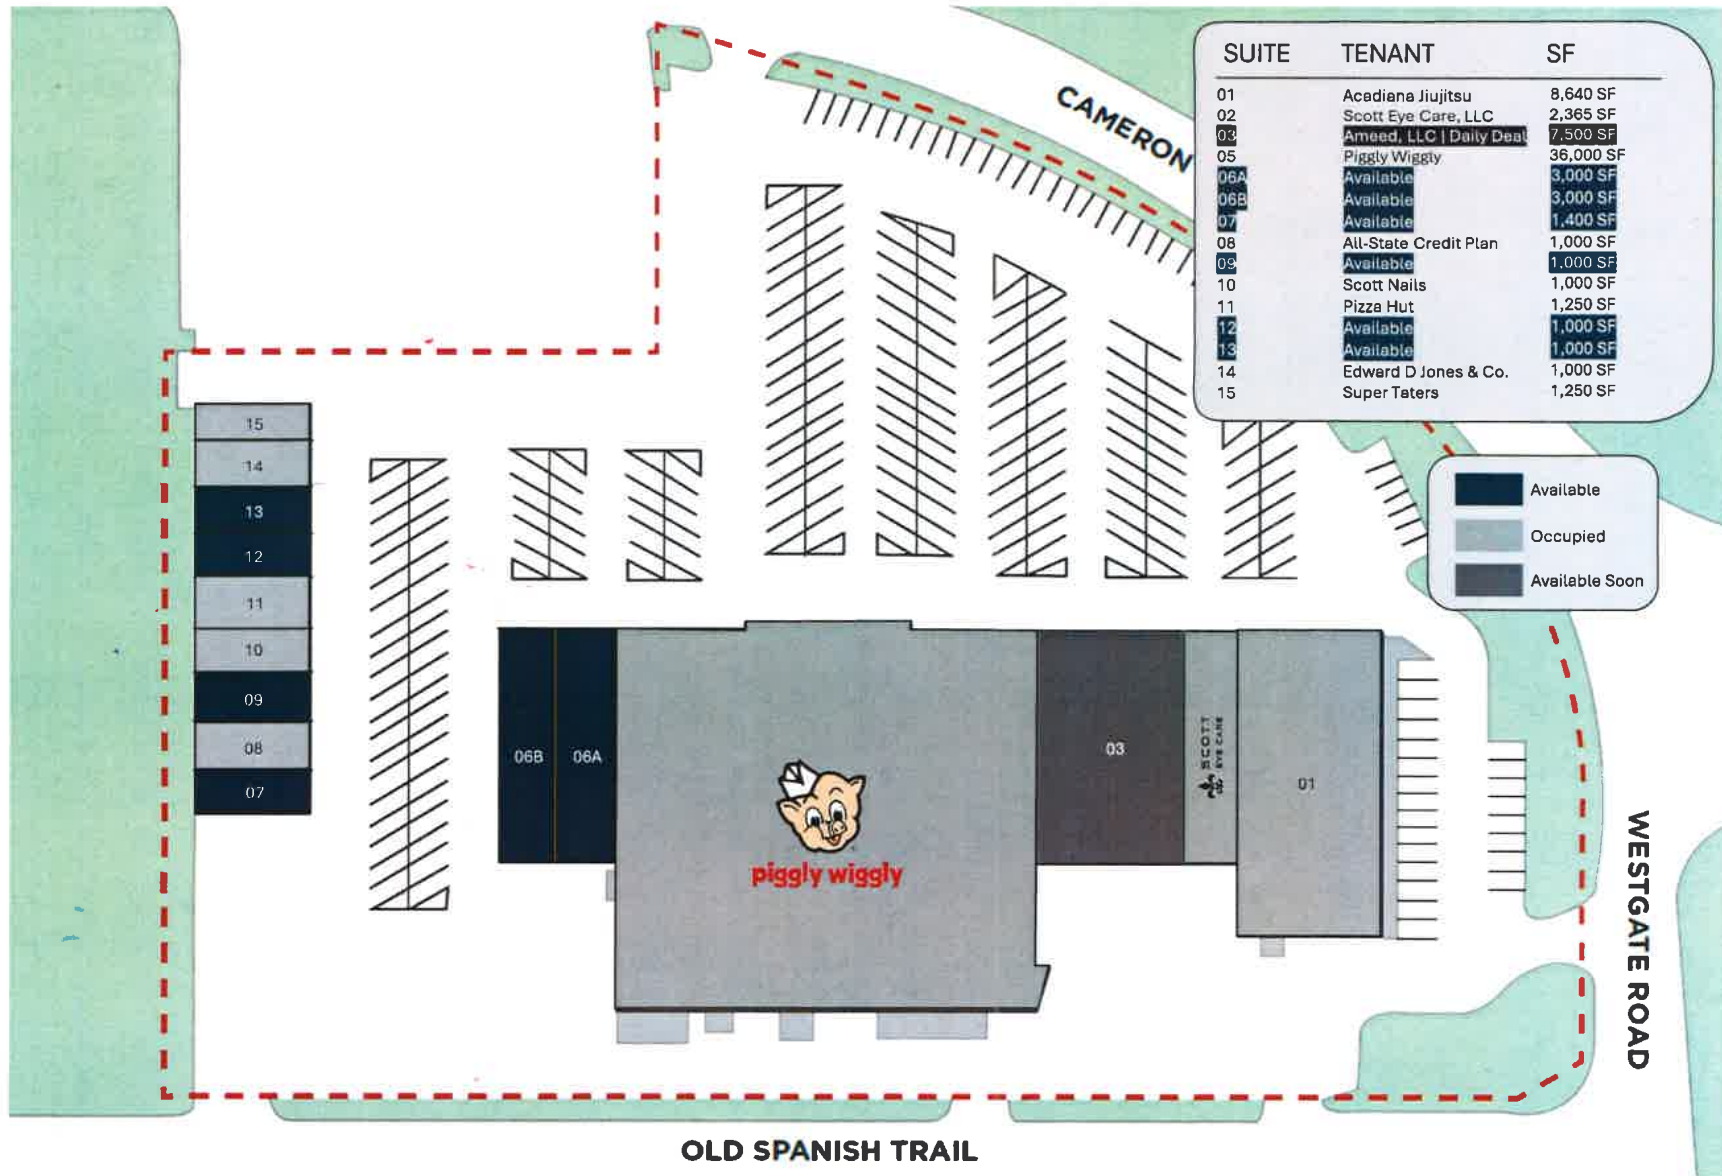 SUITE TENANT SF
01 Acadiana Jiujitsu 8,640 SF
02 Scott Eye Care, LLC 2,365 SF
03 Ameed, LLC | Daily Deal 7,500 SF
05 Piggly Wiggly 36,000 SF
06A Available 3,000 SF
06B Available 3,000 SF
07 Available 1,400 SF
08 All-State Credit Plan 1,000 SF
09 Available 1,000 SF
10 Scott Nails 1,000 SF
11 Pizza Hut 1,250 SF
12 Available 1,000 SF
13 Available 1,000 SF
14 Edward D Jones & Co. 1,000 SF
15 Super Taters 1,250 SF
CAMERON
Available
Occupied
Available Soon
15
14
13
12
11
10
09
08
07
06B
06A
piggly wiggly
03
SCOTT
EYE CARE
01
WESTGATE ROAD
OLD SPANISH TRAIL